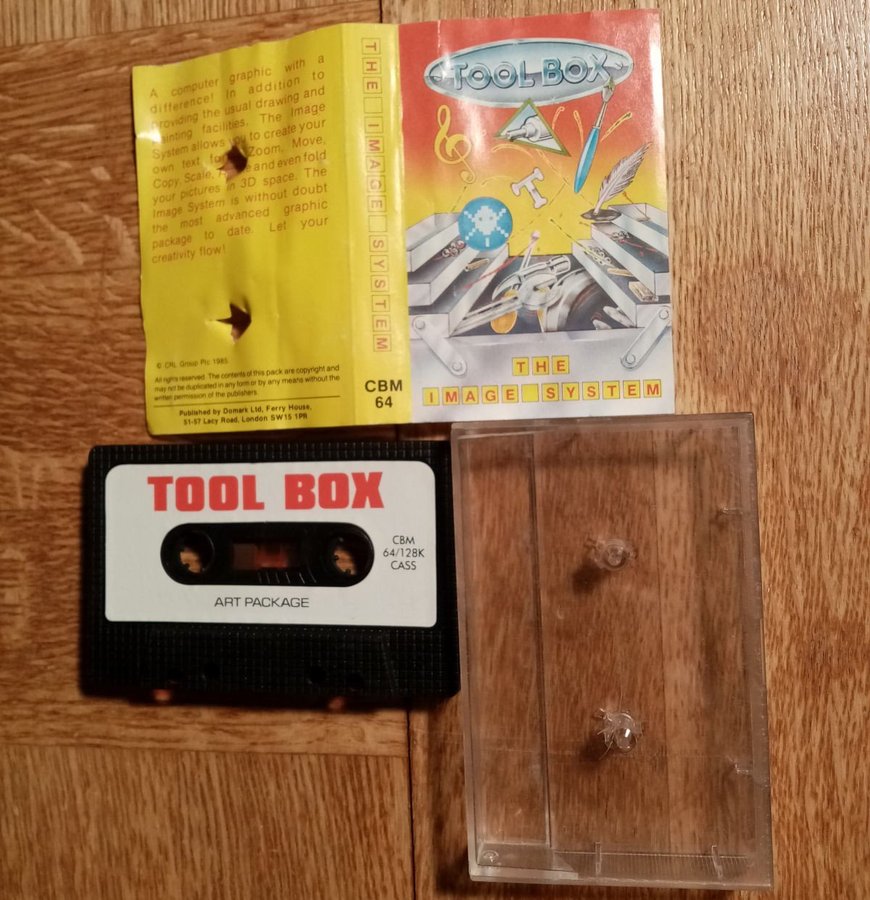 A computer graphic with a
difference! In addition to
providing the usual drawing and
painting facilities. The Image
System allows you to create your
own text Zoom, Move,
Copy. Scale, and even fold
your pictures in 3D space. The
Image System is without doubt
the most advanced graphic
package to date. Let your
creativity flow!
© CRL Group Plc 1985.
All rights reserved. The contents of this pack are copyright and
may not be duplicated in any form or by any means without the
written permission of the publishers.
Published by Domark Ltd, Ferry House,
51-57 Lacy Road, London SW15 1PR
THE IMAGE SYSTEM
CBM
64
TOOL BOX
THE
IMAGE SYSTEM
TOOL BOX
CBM
64/128K
CASS
ART PACKAGE